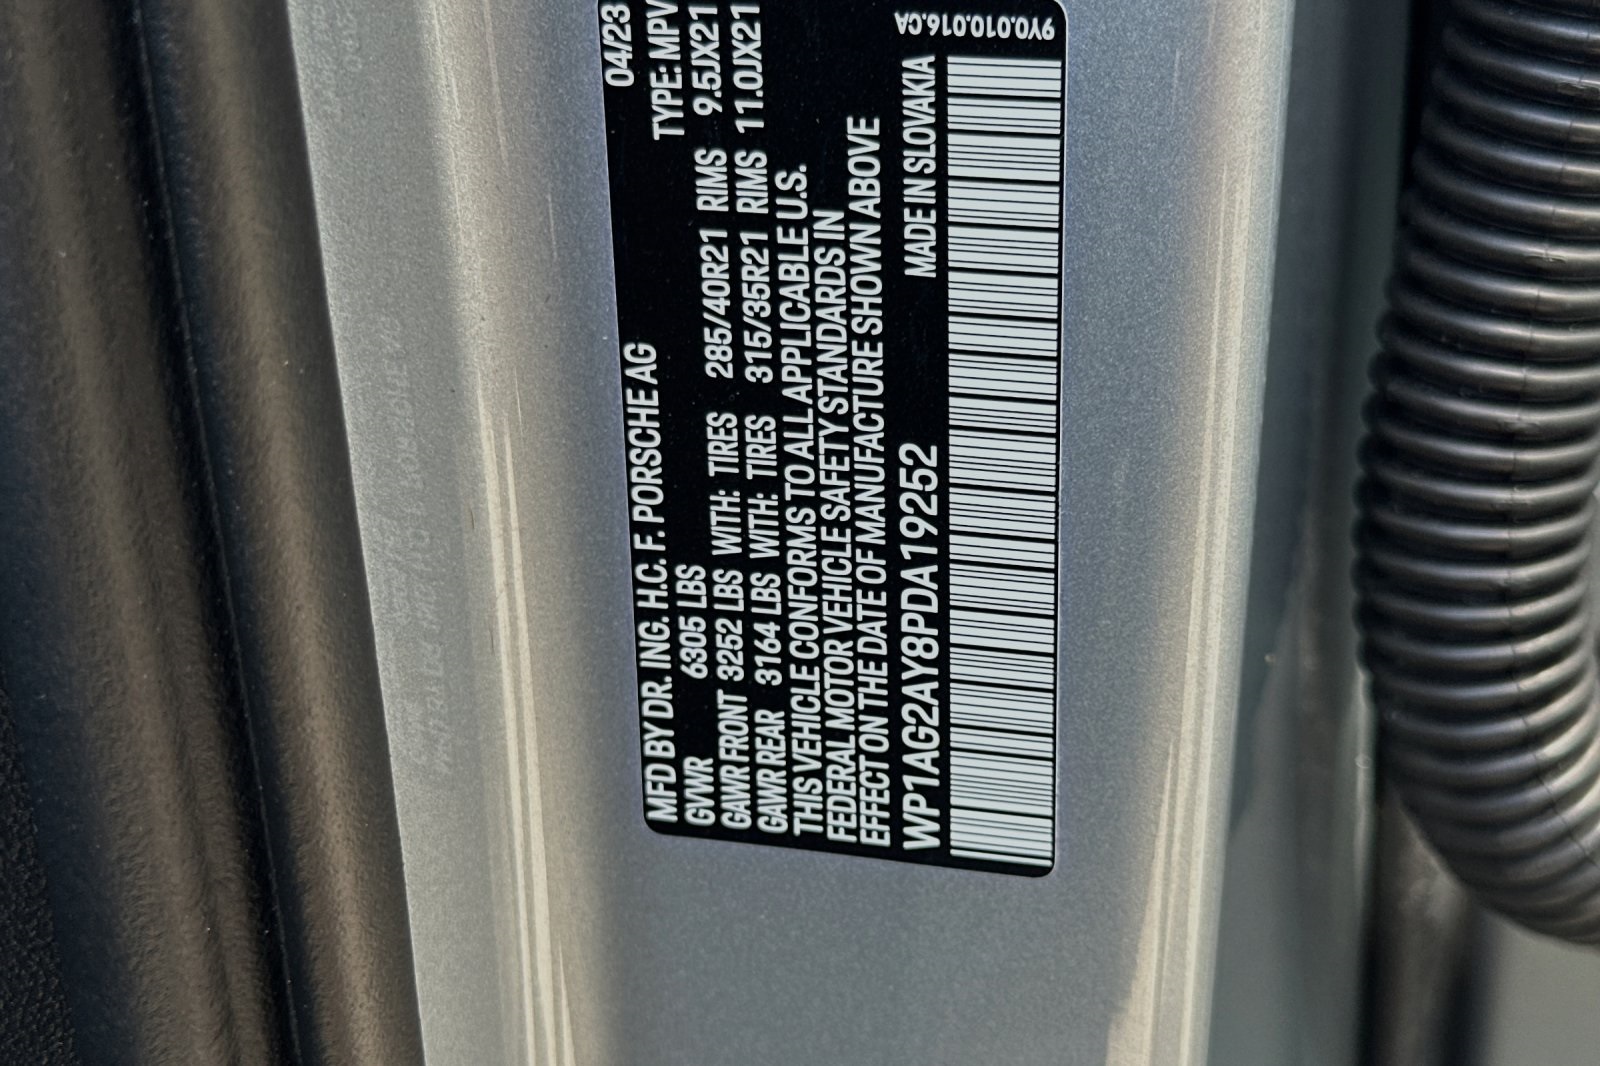 04/23
MFD BY DR. ING. H.C. F. PORSCHE AG
GVWR 6305 LBS TYPE: MPV
GAWR FRONT 3252 LBS WITH: TIRES 285/40R21 RIMS 9.5JX21
GAWR REAR 3164 LBS WITH: TIRES 315/35R21 RIMS 11.0JX21
THIS VEHICLE CONFORMS TO ALL APPLICABLE U.S.
FEDERAL MOTOR VEHICLE SAFETY STANDARDS IN
EFFECT ON THE DATE OF MANUFACTURE SHOWN ABOVE
WP1AG2AY8PDA19252 MADE IN SLOVAKIA
9Y0.010.016.CA